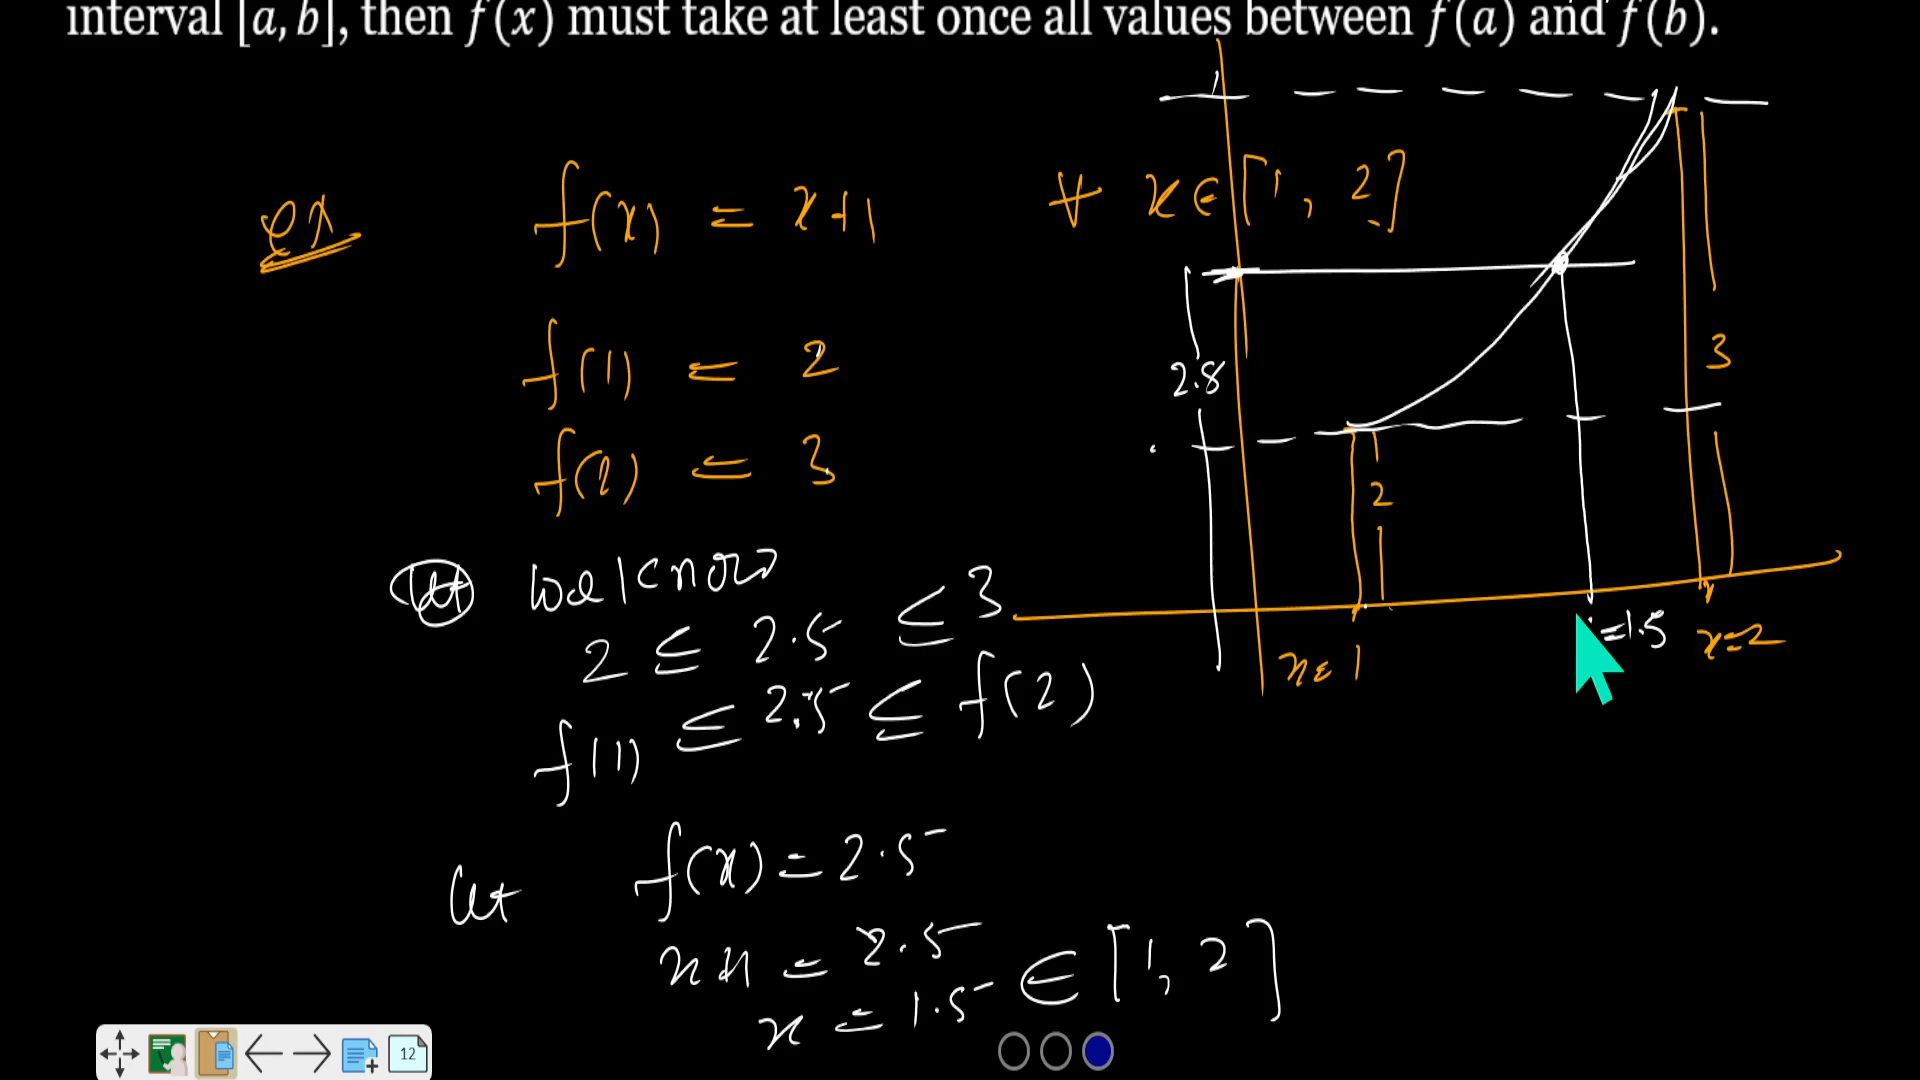 interval [a, b], then f(x) must take at least once all values between f(a) and f(b).
ex f(x) = x+1 ∀ x ∈ [1, 2]
f(1) = 2
f(2) = 3
let we know
2 ≤ 2.5 ≤ 3
f(1) ≤ 2.5 ≤ f(2)
let f(x) = 2.5
x+1 = 2.5
x = 1.5 ∈ [1, 2]
2.8
3
2
x = 1
=1.5
x=2
12